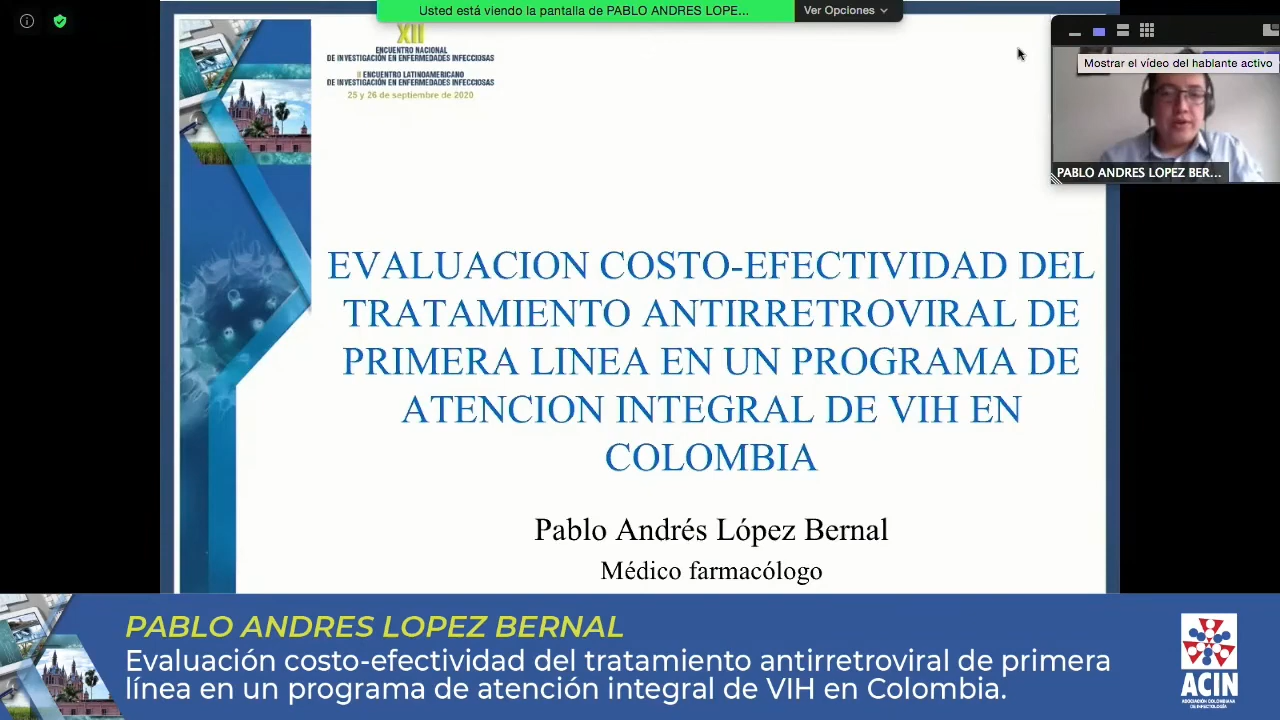 Usted está viendo la pantalla de PABLO ANDRES LOPE...
Ver Opciones
XII
ENCUENTRO NACIONAL
DE INVESTIGACIÓN EN ENFERMEDADES INFECCIOSAS
II ENCUENTRO LATINOAMERICANO
DE INVESTIGACIÓN EN ENFERMEDADES INFECCIOSAS
25 y 26 de septiembre de 2020
Mostrar el vídeo del hablante activo
PABLO ANDRES LOPEZ BER...
EVALUACION COSTO-EFECTIVIDAD DEL
TRATAMIENTO ANTIRRETROVIRAL DE
PRIMERA LINEA EN UN PROGRAMA DE
ATENCION INTEGRAL DE VIH EN
COLOMBIA
Pablo Andrés López Bernal
Médico farmacólogo
PABLO ANDRES LOPEZ BERNAL
Evaluación costo-efectividad del tratamiento antirretroviral de primera
línea en un programa de atención integral de VIH en Colombia.
ACIN
ASOCIACIÓN COLOMBIANA
DE INFECTOLOGÍA